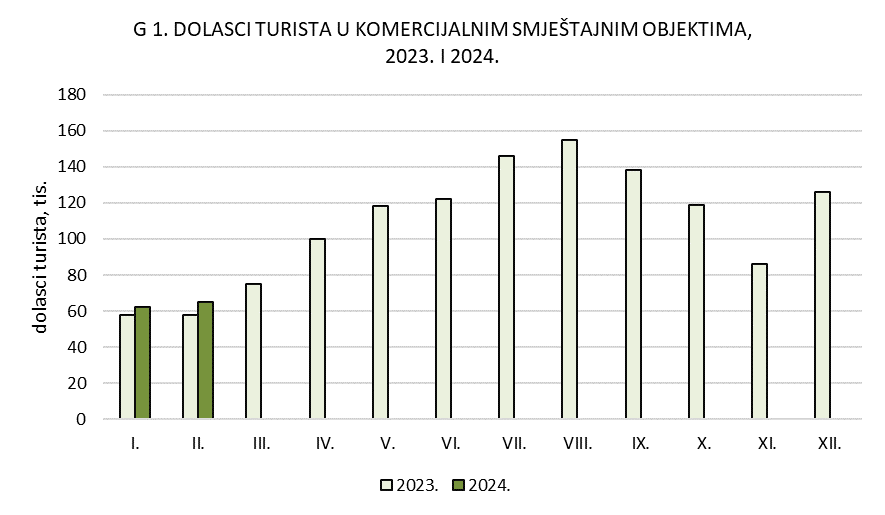 G 1. DOLASCI TURISTA U KOMERCIJALNIM SMJEŠTAJNIM OBJEKTIMA,
2023. I 2024.
dolasci turista, tis.
180
160
140
120
100
80
60
40
20
0
I. II. III. IV. V. VI. VII. VIII. IX. X. XI. XII.
2023. 2024.